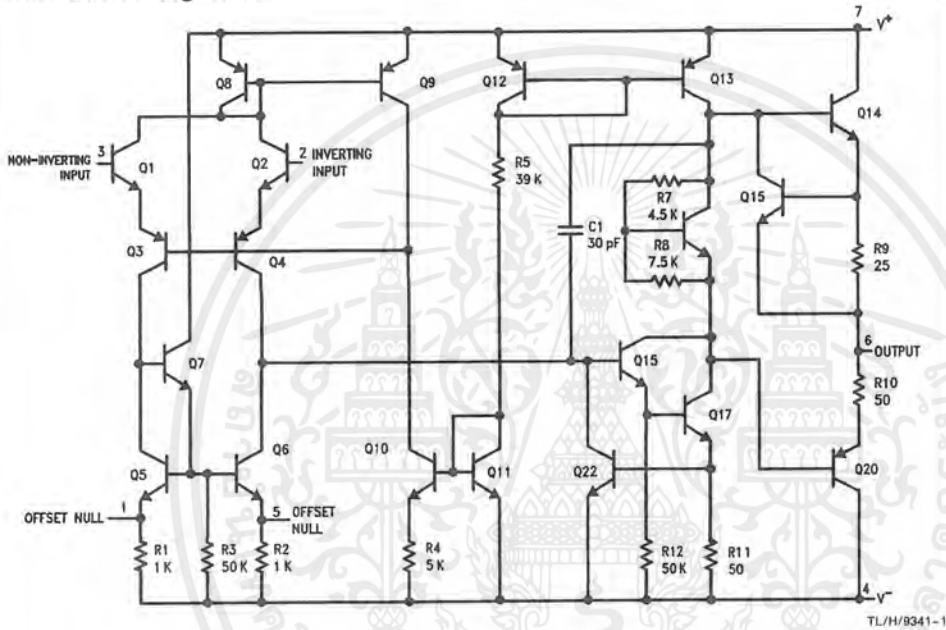 7 V+
Q8
Q9
Q12
Q13
Q14
3
NON-INVERTING
INPUT
Q1
Q2
2 INVERTING
INPUT
R5
39 K
Q15
R7
4.5 K
C1
30 pF
R8
7.5 K
R9
25
Q3
Q4
6
OUTPUT
Q7
Q15
R10
50
Q17
Q10
Q11
Q22
Q20
Q5
Q6
OFFSET NULL 1
5 OFFSET
NULL
R1
1 K
R3
50 K
R2
1 K
R4
5 K
R12
50 K
R11
50
4 V-
TL/H/9341-1